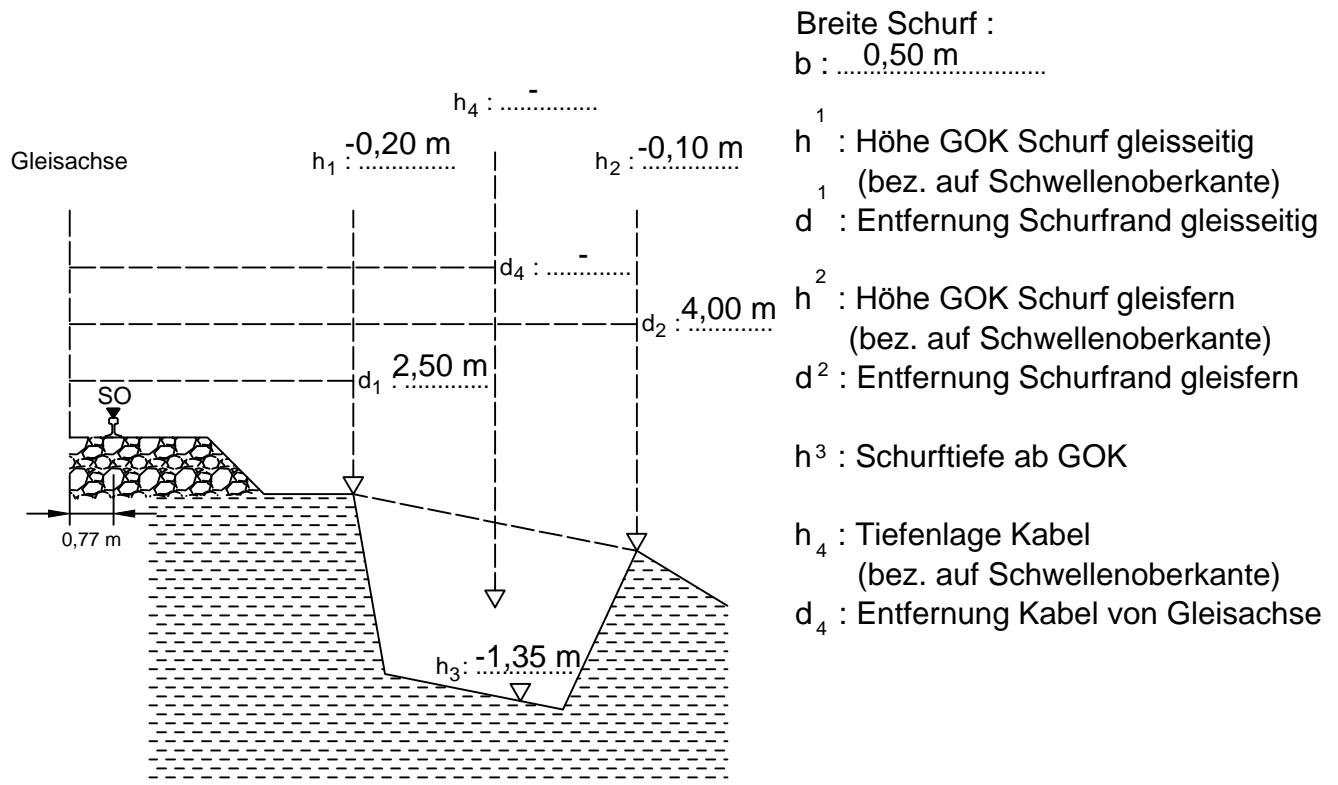 Breite Schurf :
b : 0,50 m
h₄ : -
Gleisachse
h₁ : -0,20 m
h₂ : -0,10 m
h¹ : Höhe GOK Schurf gleisseitig
(bez. auf Schwellenoberkante)
d¹ : Entfernung Schurfrand gleisseitig
d₄ : -
h² : Höhe GOK Schurf gleisfern
d₂ : 4,00 m
(bez. auf Schwellenoberkante)
d₁ : 2,50 m
d² : Entfernung Schurfrand gleisfern
SO
h³ : Schurftiefe ab GOK
0,77 m
h₄ : Tiefenlage Kabel
(bez. auf Schwellenoberkante)
d₄ : Entfernung Kabel von Gleisachse
h₃: -1,35 m